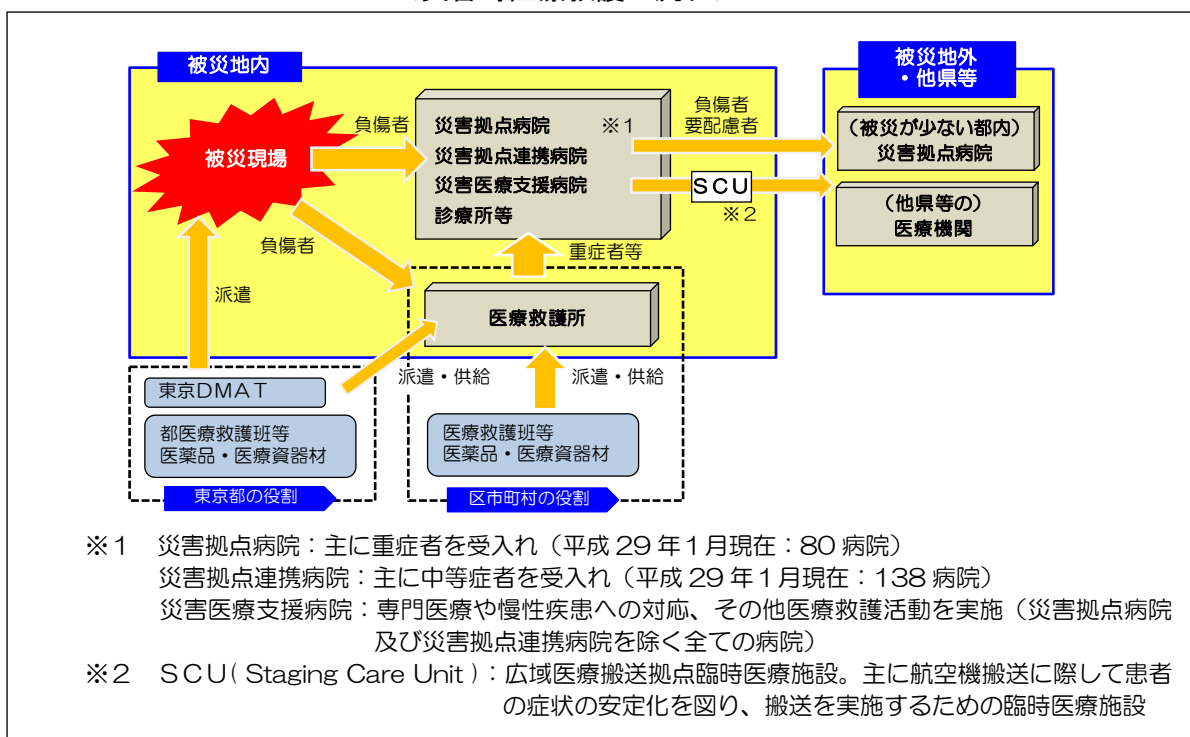 被災地内
被災地外
・他県等
被災現場
負傷者
災害拠点病院 ※1
災害拠点連携病院
災害医療支援病院
診療所等
負傷者
要配慮者
SCU
※2
(被災が少ない都内)
災害拠点病院
(他県等の)
医療機関
負傷者
重症者等
派遣
医療救護所
派遣・供給
派遣・供給
東京DMAT
都医療救護班等
医薬品・医療資器材
医療救護班等
医薬品・医療資器材
東京都の役割
区市町村の役割
※1 災害拠点病院:主に重症者を受入れ(平成29年1月現在:80病院)
災害拠点連携病院:主に中等症者を受入れ(平成29年1月現在:138病院)
災害医療支援病院:専門医療や慢性疾患への対応、その他医療救護活動を実施(災害拠点病院
及び災害拠点連携病院を除く全ての病院)
※2 SCU(Staging Care Unit):広域医療搬送拠点臨時医療施設。主に航空機搬送に際して患者
の症状の安定化を図り、搬送を実施するための臨時医療施設